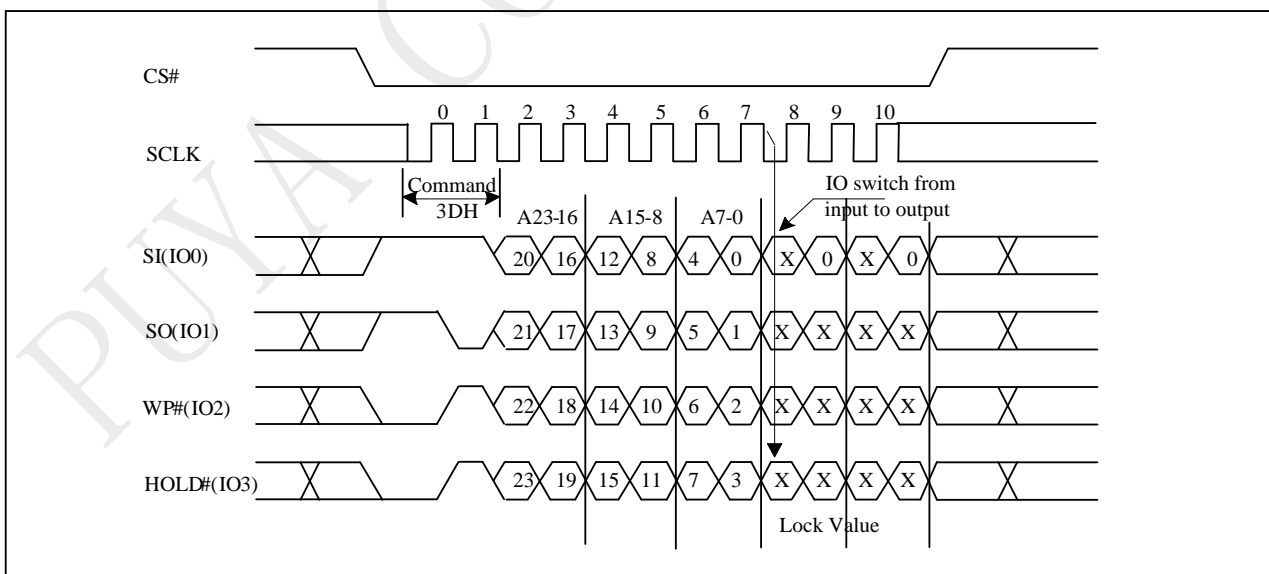 PUYA C
CS#
0 1 2 3 4 5 6 7 8 9 10
SCLK
Command
3DH
IO switch from
input to output
A23-16 A15-8 A7-0
SI(IO0) 20 16 12 8 4 0 X 0 X 0
SO(IO1) 21 17 13 9 5 1 X X X X
WP#(IO2) 22 18 14 10 6 2 X X X X
HOLD#(IO3) 23 19 15 11 7 3 X X X X
Lock Value